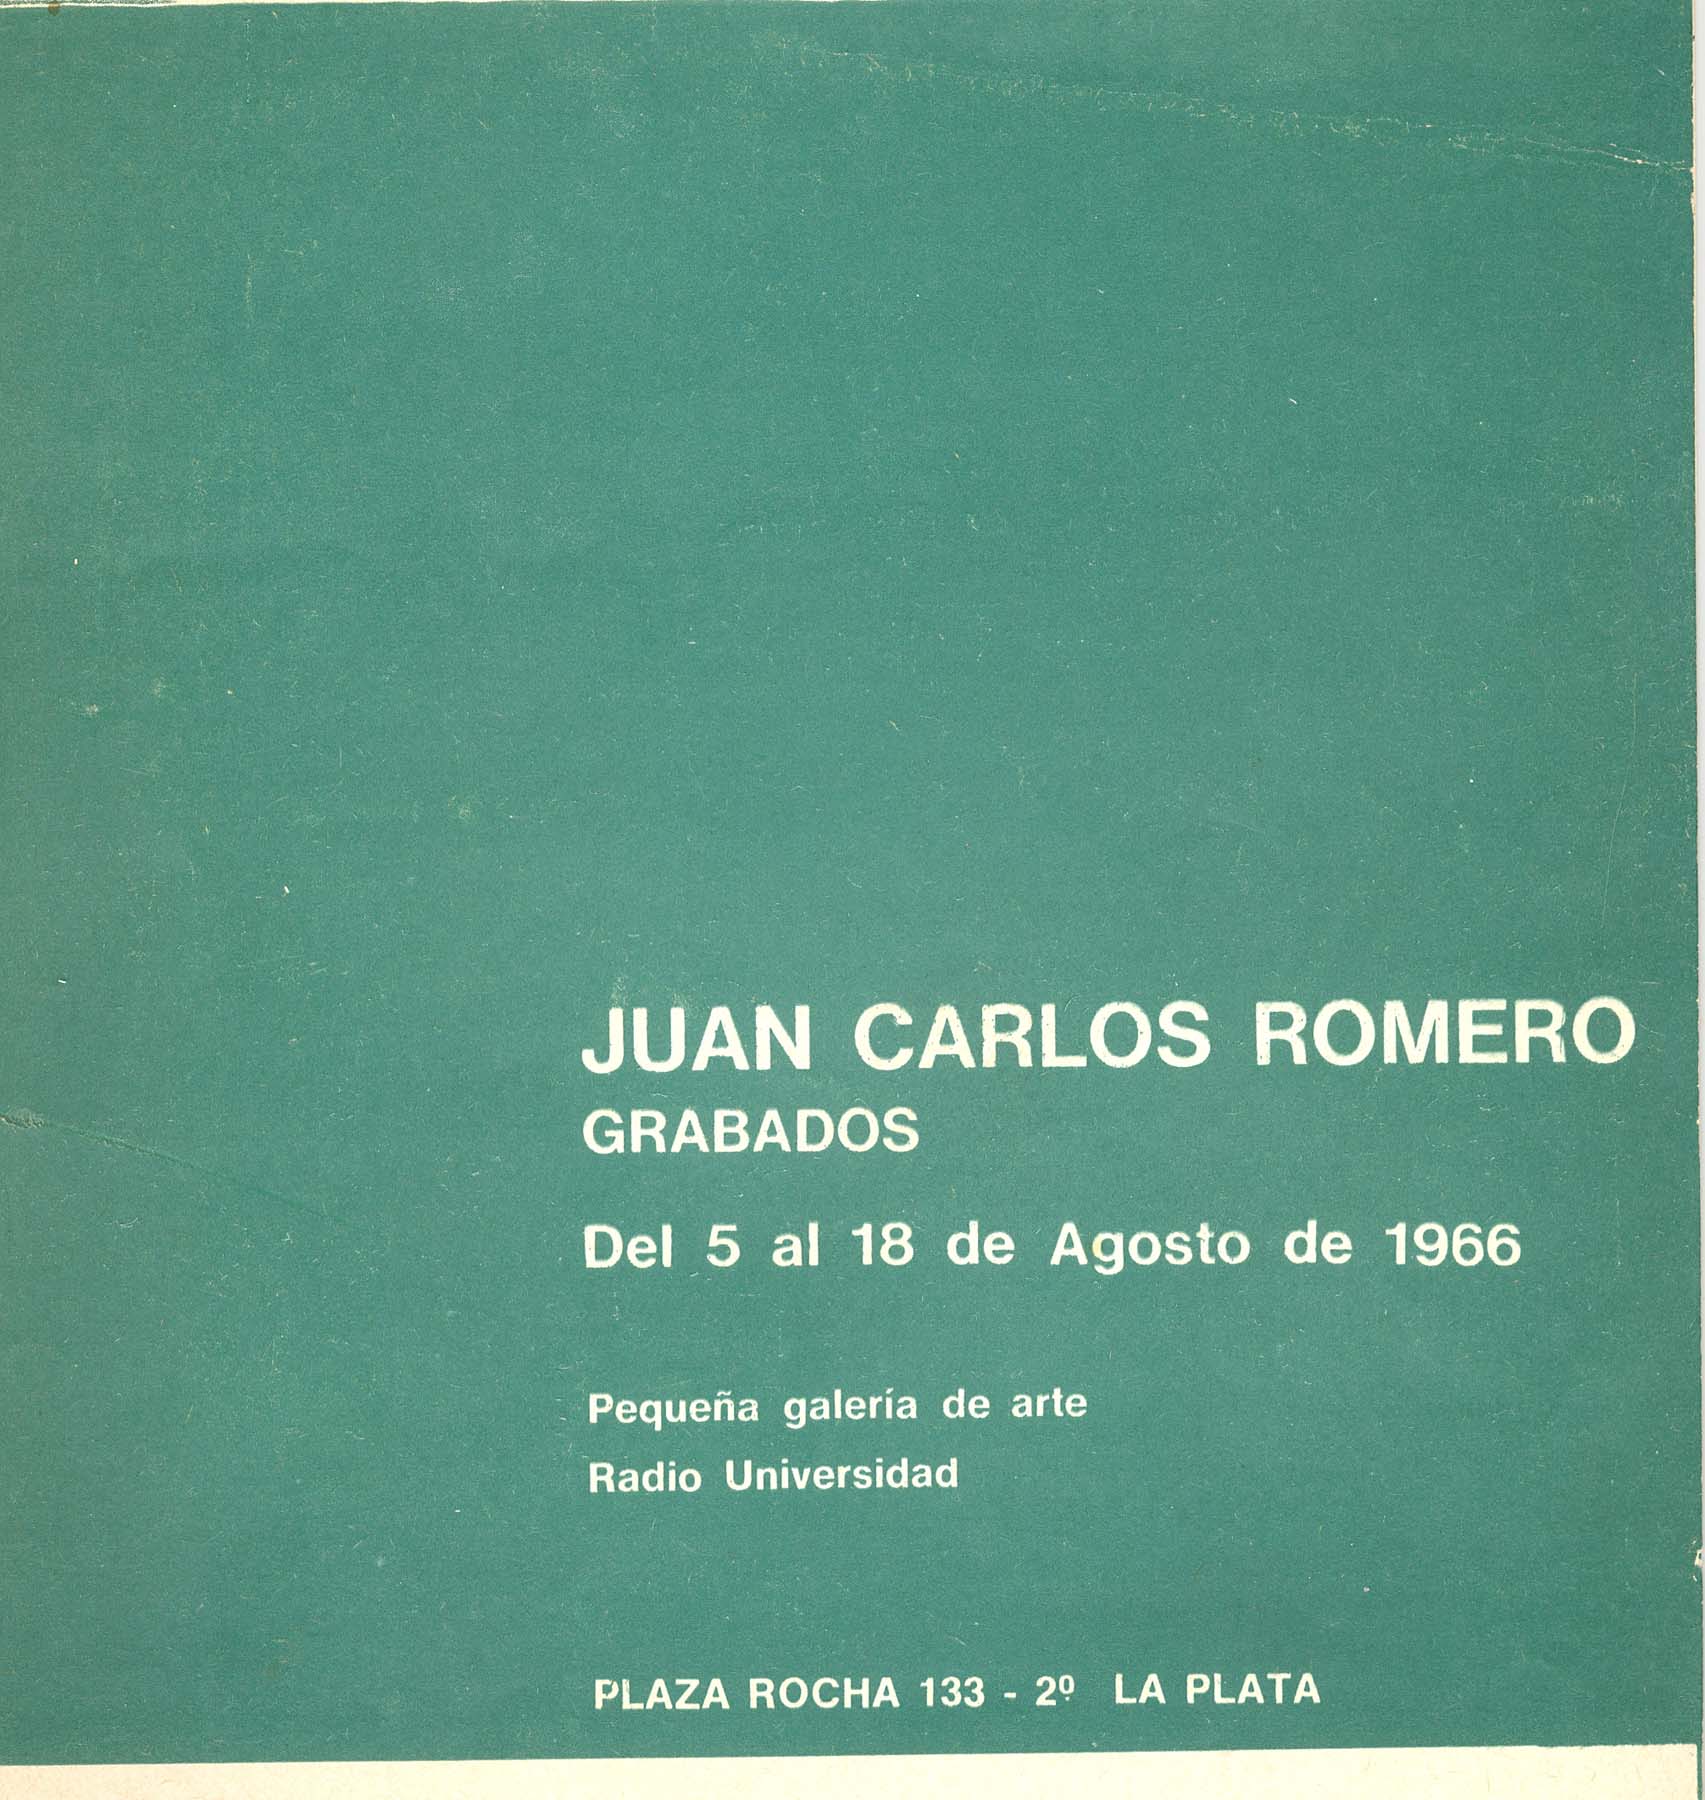 JUAN CARLOS ROMERO
GRABADOS
Del 5 al 18 de Agosto de 1966
Pequeña galería de arte
Radio Universidad
PLAZA ROCHA 133 - 2º LA PLATA